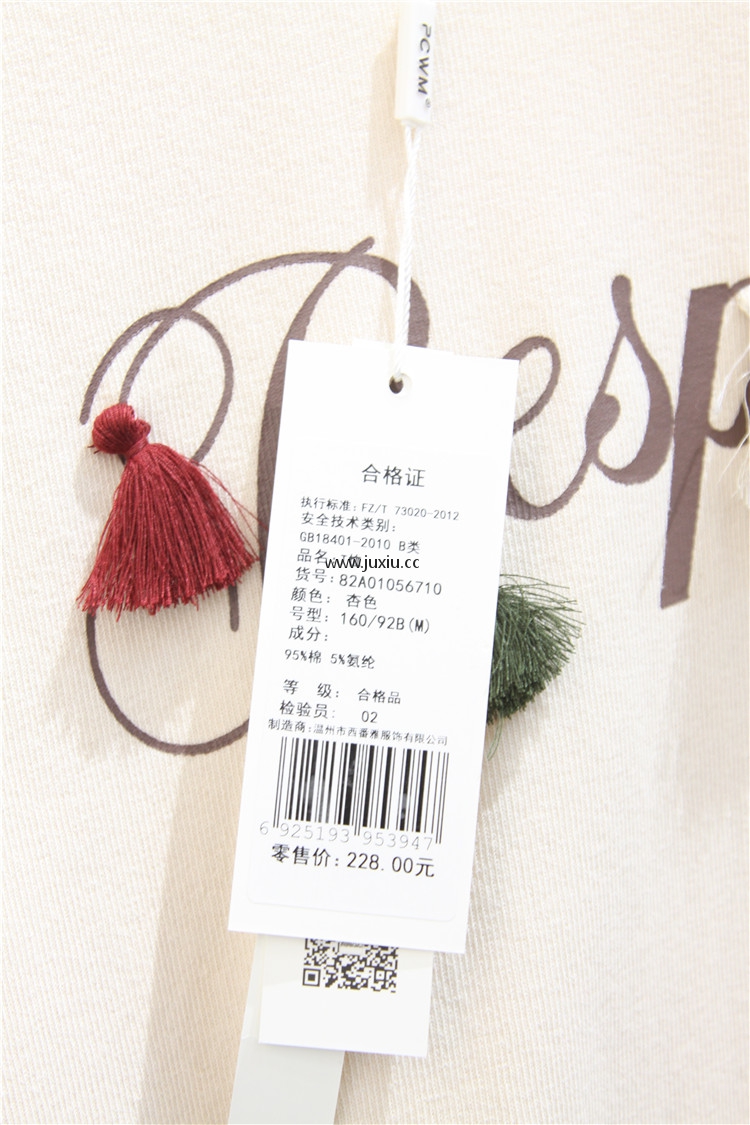 PCWM®
Resp
合格证
执行标准: FZ/T 73020-2012
安全技术类别:
GB18401-2010 B类
品名:
www.juxiu.cc
货号: 82A01056710
颜色: 杏色
号型: 160/92B(M)
成分:
95%棉 5%氨纶
等 级: 合格品
检验员: 02
制造商:温州市西番雅服饰有限公司
6 925193 953947
零售价: 228.00元